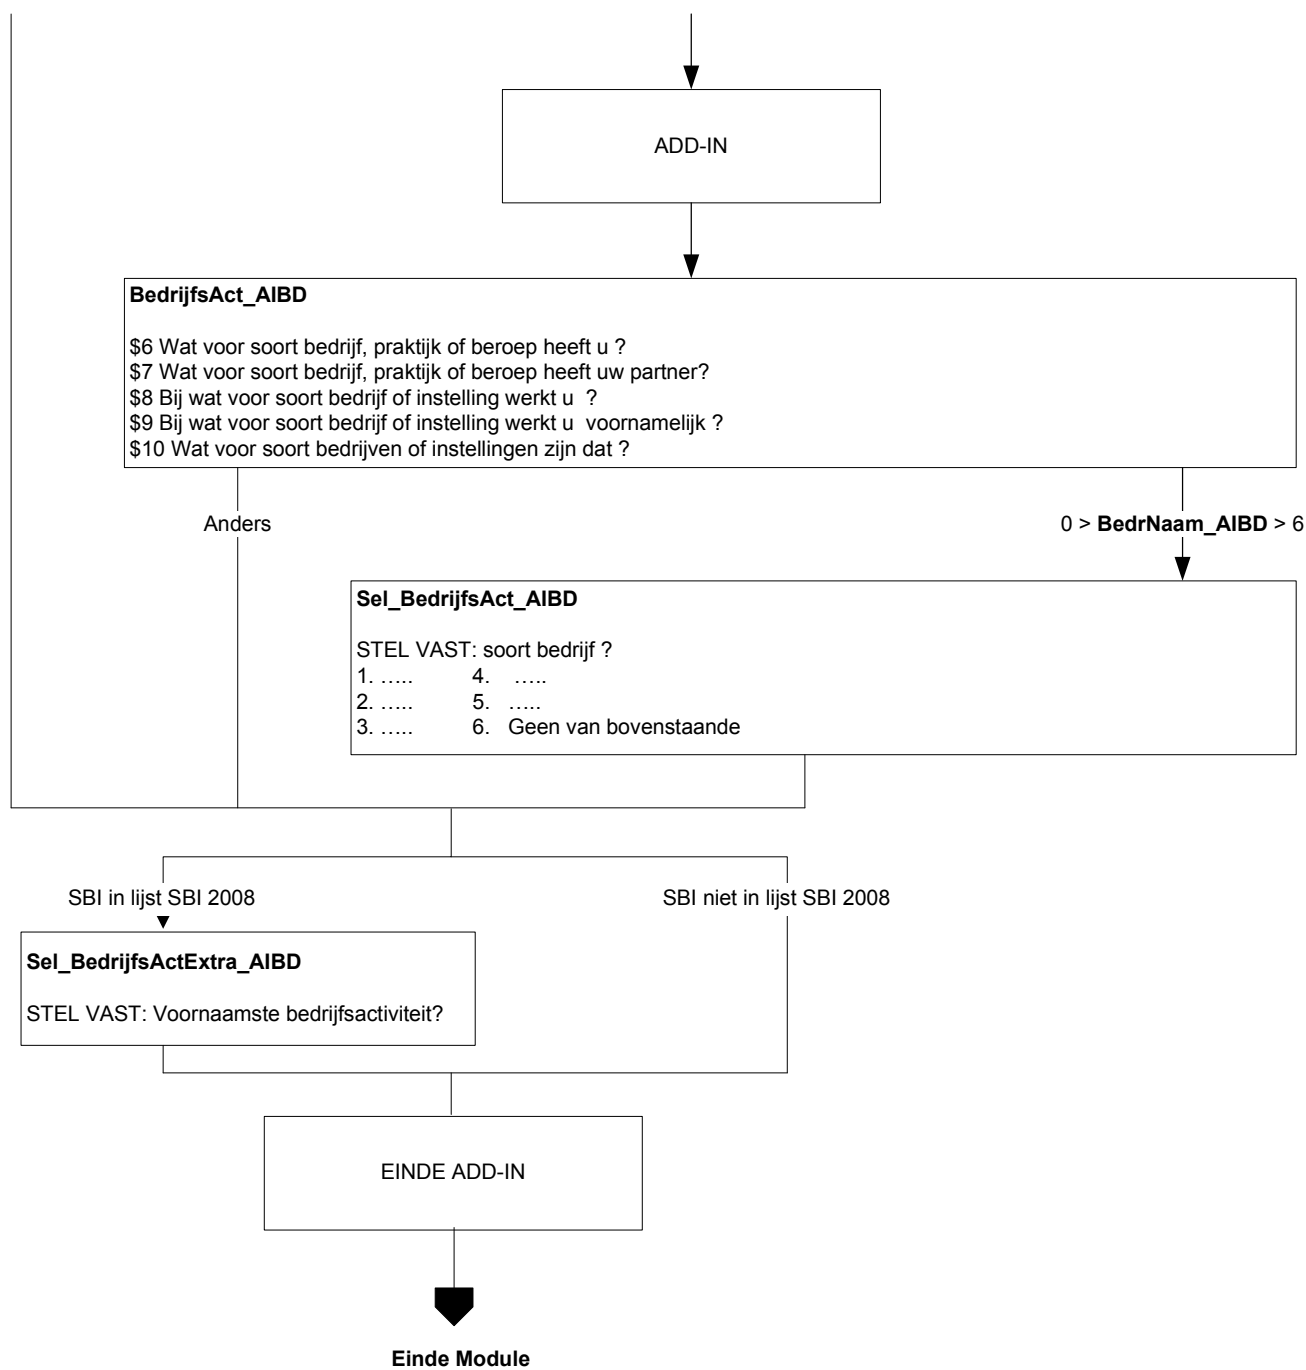 ADD-IN
BedrijfsAct_AIBD
$6 Wat voor soort bedrijf, praktijk of beroep heeft u ?
$7 Wat voor soort bedrijf, praktijk of beroep heeft uw partner?
$8 Bij wat voor soort bedrijf of instelling werkt u ?
$9 Bij wat voor soort bedrijf of instelling werkt u voornamelijk ?
$10 Wat voor soort bedrijven of instellingen zijn dat ?
Anders
0 > BedrNaam_AIBD > 6
Sel_BedrijfsAct_AIBD
STEL VAST: soort bedrijf ?
1. ….. 4. …..
2. ….. 5. …..
3. ….. 6. Geen van bovenstaande
SBI in lijst SBI 2008
SBI niet in lijst SBI 2008
Sel_BedrijfsActExtra_AIBD
STEL VAST: Voornaamste bedrijfsactiviteit?
EINDE ADD-IN
Einde Module